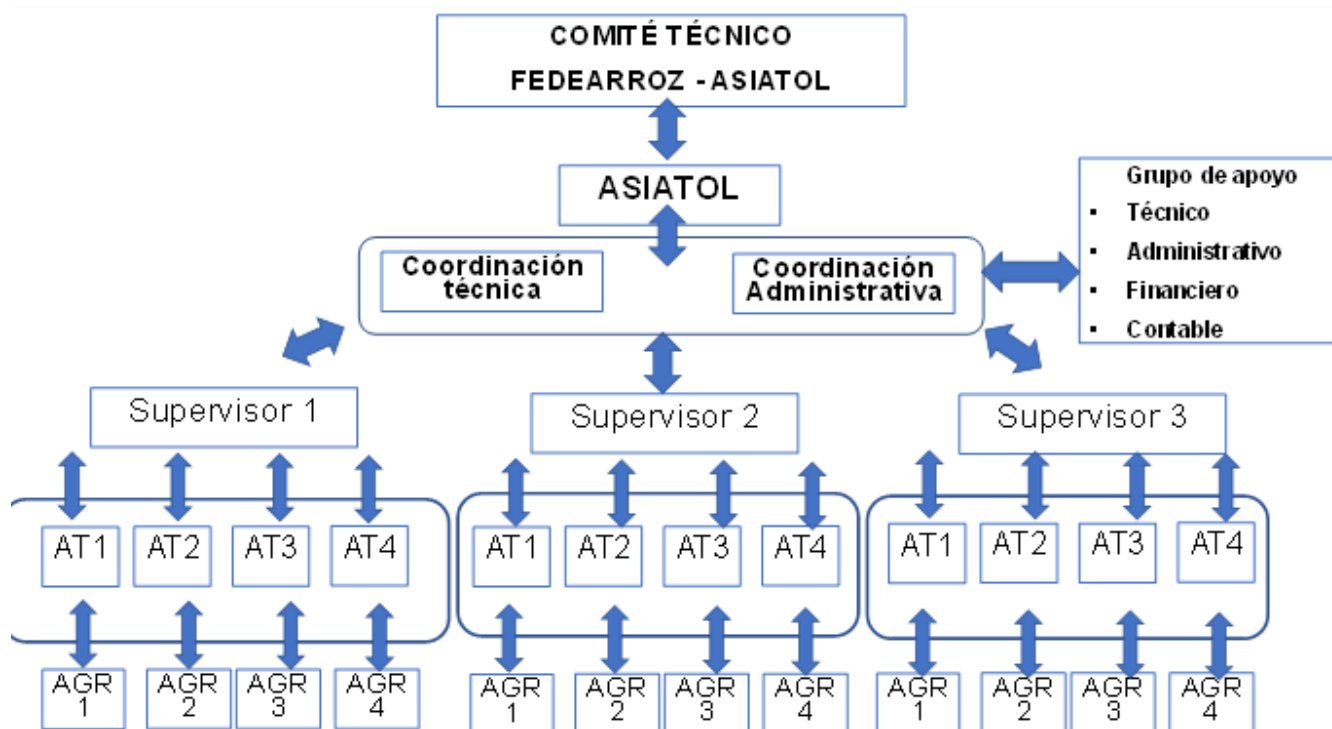 COMITÉ TÉCNICO
FEDEARROZ - ASIATOL
ASIATOL
Grupo de apoyo
▪ Técnico
▪ Administrativo
▪ Financiero
▪ Contable
Coordinación
técnica
Coordinación
Administrativa
Supervisor 1
Supervisor 2
Supervisor 3
AT1
AT2
AT3
AT4
AT1
AT2
AT3
AT4
AT1
AT2
AT3
AT4
AGR
1
AGR
2
AGR
3
AGR
4
AGR
1
AGR
2
AGR
3
AGR
4
AGR
1
AGR
2
AGR
3
AGR
4